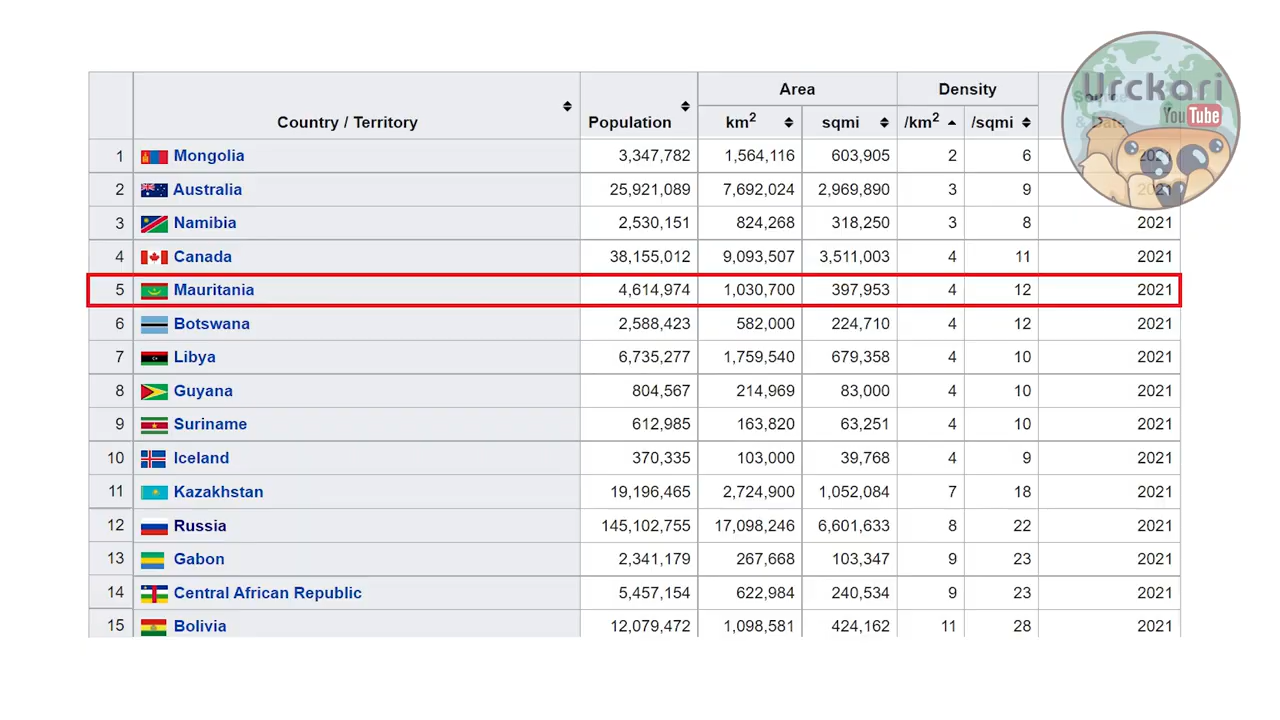 Urckari
YouTube
Area Density
Country / Territory Population km² sqmi /km² /sqmi & Date
1 Mongolia 3,347,782 1,564,116 603,905 2 6 2021
2 Australia 25,921,089 7,692,024 2,969,890 3 9 2021
3 Namibia 2,530,151 824,268 318,250 3 8 2021
4 Canada 38,155,012 9,093,507 3,511,003 4 11 2021
5 Mauritania 4,614,974 1,030,700 397,953 4 12 2021
6 Botswana 2,588,423 582,000 224,710 4 12 2021
7 Libya 6,735,277 1,759,540 679,358 4 10 2021
8 Guyana 804,567 214,969 83,000 4 10 2021
9 Suriname 612,985 163,820 63,251 4 10 2021
10 Iceland 370,335 103,000 39,768 4 9 2021
11 Kazakhstan 19,196,465 2,724,900 1,052,084 7 18 2021
12 Russia 145,102,755 17,098,246 6,601,633 8 22 2021
13 Gabon 2,341,179 267,668 103,347 9 23 2021
14 Central African Republic 5,457,154 622,984 240,534 9 23 2021
15 Bolivia 12,079,472 1,098,581 424,162 11 28 2021